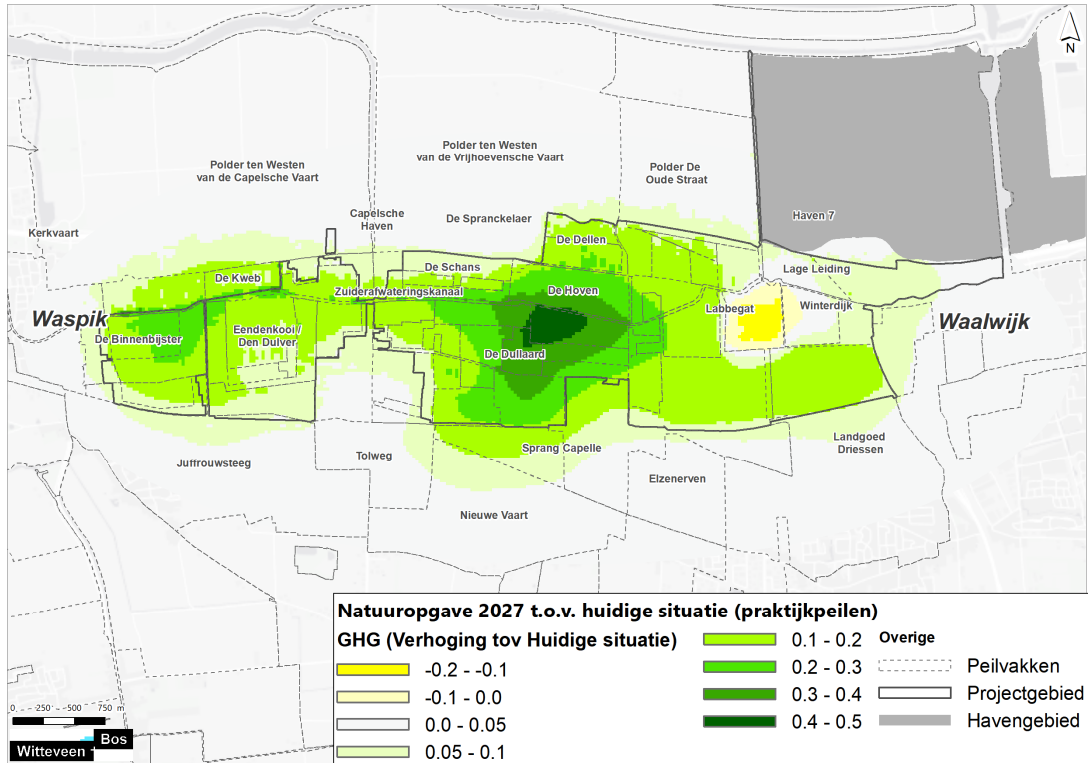 N
Polder ten Westen
van de Capelsche Vaart
Polder ten Westen
van de Vrijhoevensche Vaart
Polder De
Oude Straat
Kerkvaart
Capelsche
Haven
De Spranckelaer
Haven 7
De Dellen
De Schans
Lage Leiding
De Kweb
Zuiderafwateringskanaal
De Hoven
Labbegat
Winterdijk
Waspik
De Binnenbijster
Eendenkooi /
Den Dulver
De Dullaard
Waalwijk
Juffrouwsteeg
Tolweg
Sprang Capelle
Landgoed
Driessen
Elzenerven
Nieuwe Vaart
Natuuropgave 2027 t.o.v. huidige situatie (praktijkpeilen)
GHG (Verhoging tov Huidige situatie)
-0.2 - -0.1
-0.1 - 0.0
0.0 - 0.05
0.05 - 0.1
0.1 - 0.2
0.2 - 0.3
0.3 - 0.4
0.4 - 0.5
Overige
Peilvakken
Projectgebied
Havengebied
0 250 500 750 m
Witteveen + Bos